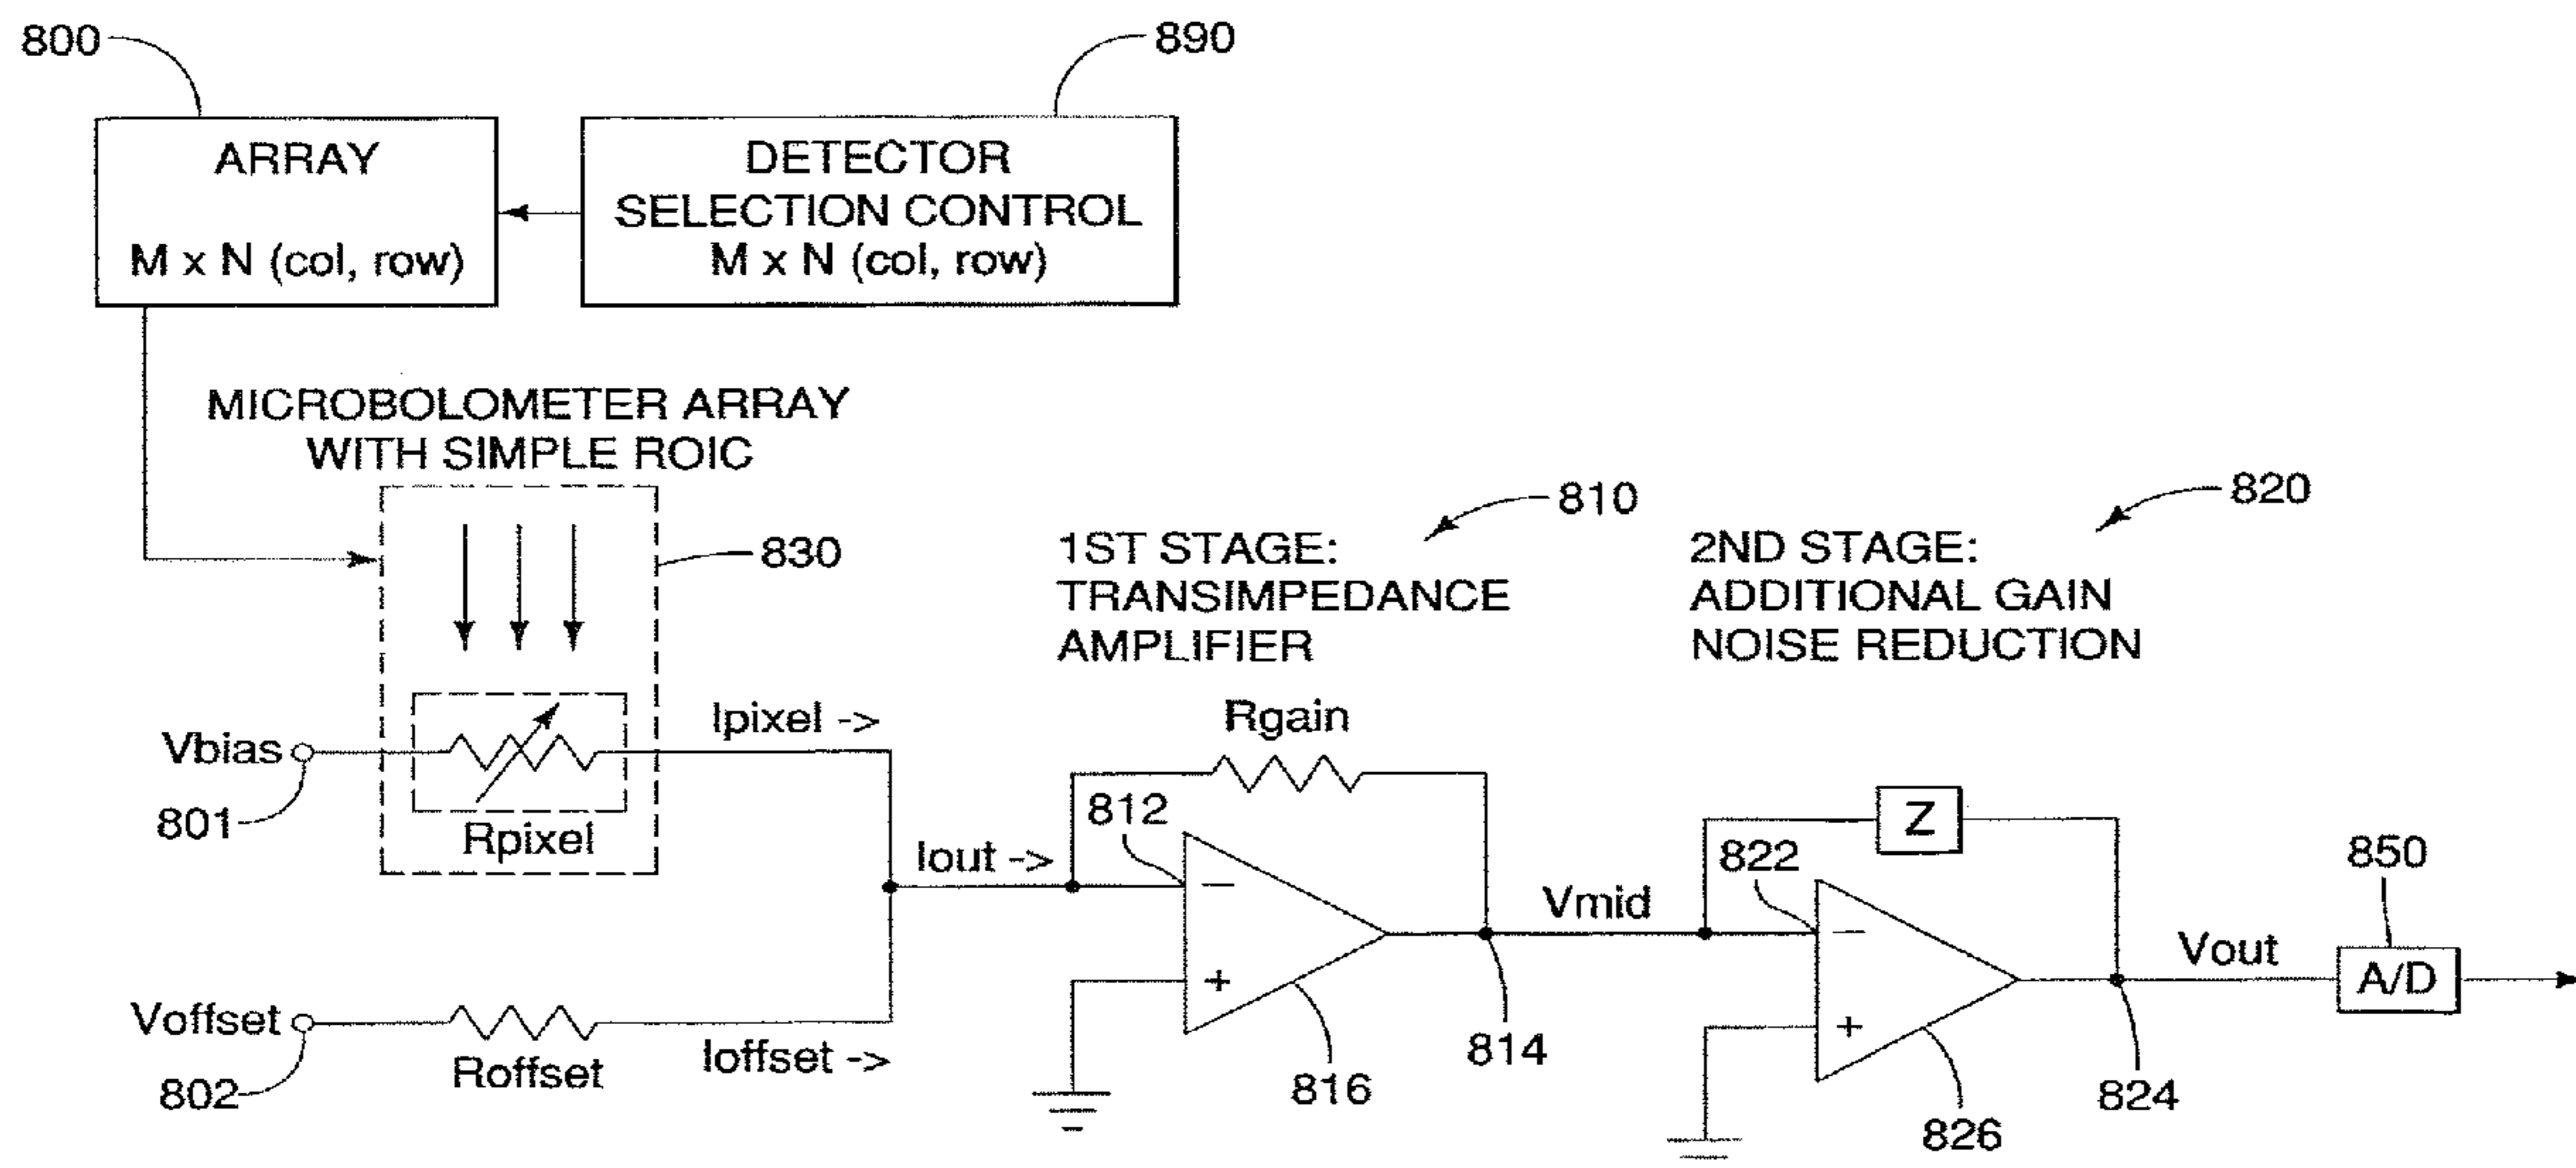 800
890
ARRAY
M x N (col, row)
DETECTOR
SELECTION CONTROL
M x N (col, row)
MICROBOLOMETER ARRAY
WITH SIMPLE ROIC
830
1ST STAGE:
TRANSIMPEDANCE
AMPLIFIER
810
2ND STAGE:
ADDITIONAL GAIN
NOISE REDUCTION
820
Vbias
801
Rpixel
Ipixel ->
Rgain
812
Iout ->
−
+
816
814
Vmid
822
Z
−
+
826
824
Vout
850
A/D
Voffset
802
Roffset
Ioffset ->